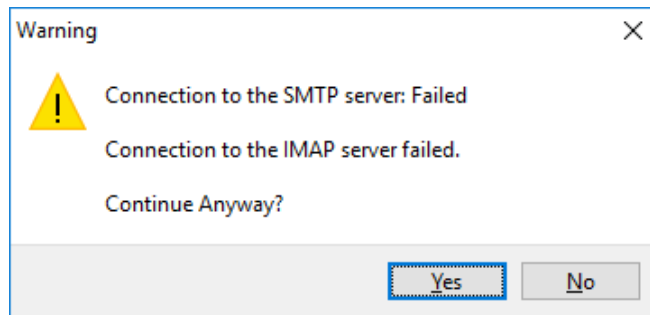 Warning
Connection to the SMTP server: Failed
Connection to the IMAP server failed.
Continue Anyway?
Yes
No